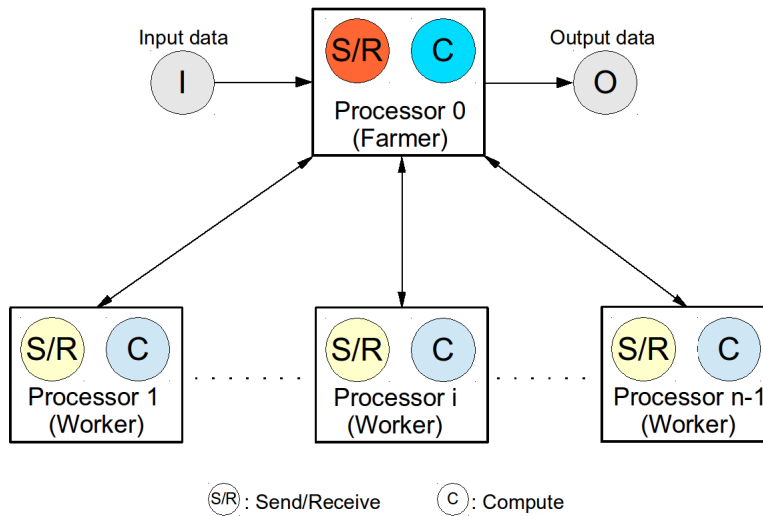 Input data
Output data
I
S/R
C
O
Processor 0
(Farmer)
S/R
C
S/R
C
S/R
C
Processor 1
(Worker)
Processor i
(Worker)
Processor n-1
(Worker)
S/R : Send/Receive
C : Compute